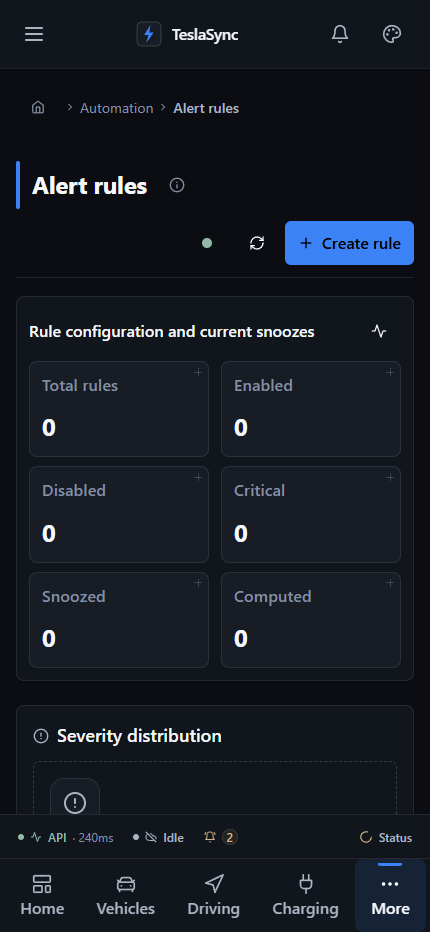 TeslaSync
Automation
Alert rules
Alert rules
Create rule
Rule configuration and current snoozes
Total rules
0
Enabled
0
Disabled
0
Critical
0
Snoozed
0
Computed
0
Severity distribution
API · 240ms
Idle
2
Status
Home
Vehicles
Driving
Charging
More